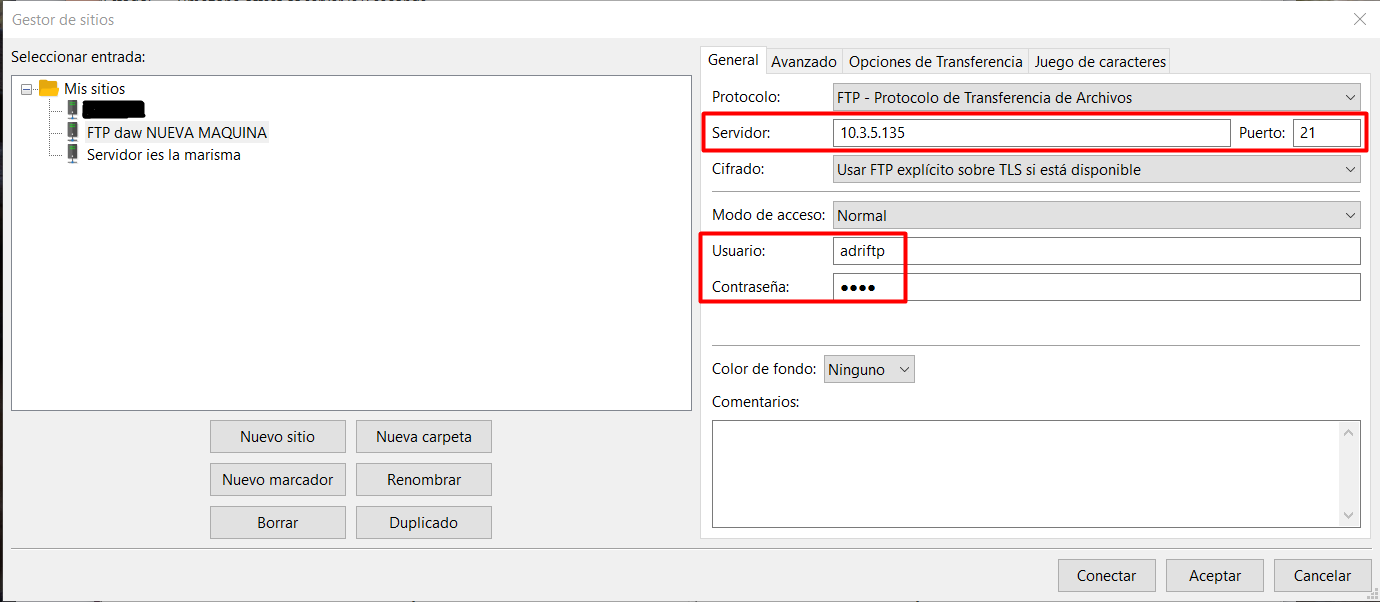 Gestor de sitios
Seleccionar entrada:
Mis sitios
FTP daw NUEVA MAQUINA
Servidor ies la marisma
Nuevo sitio
Nueva carpeta
Nuevo marcador
Renombrar
Borrar
Duplicado
General
Avanzado
Opciones de Transferencia
Juego de caracteres
Protocolo: FTP - Protocolo de Transferencia de Archivos
Servidor: 10.3.5.135 Puerto: 21
Cifrado: Usar FTP explícito sobre TLS si está disponible
Modo de acceso: Normal
Usuario: adriftp
Contraseña: ●●●●
Color de fondo: Ninguno
Comentarios:
Conectar
Aceptar
Cancelar